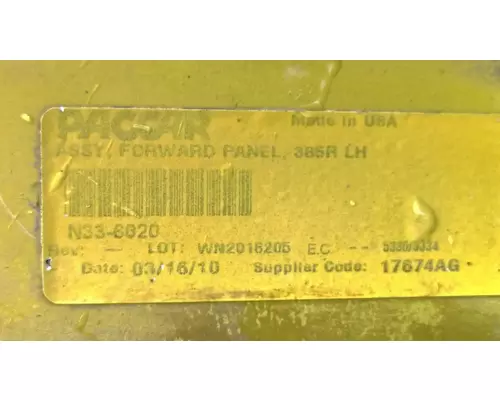 PACCAR
Made in USA
ASSY, FORWARD PANEL, 385R LH
N33-6020
Rev: -- LOT: WN2016205 E.C -- 
Date: 03/16/10 Supplier Code: 17674AG